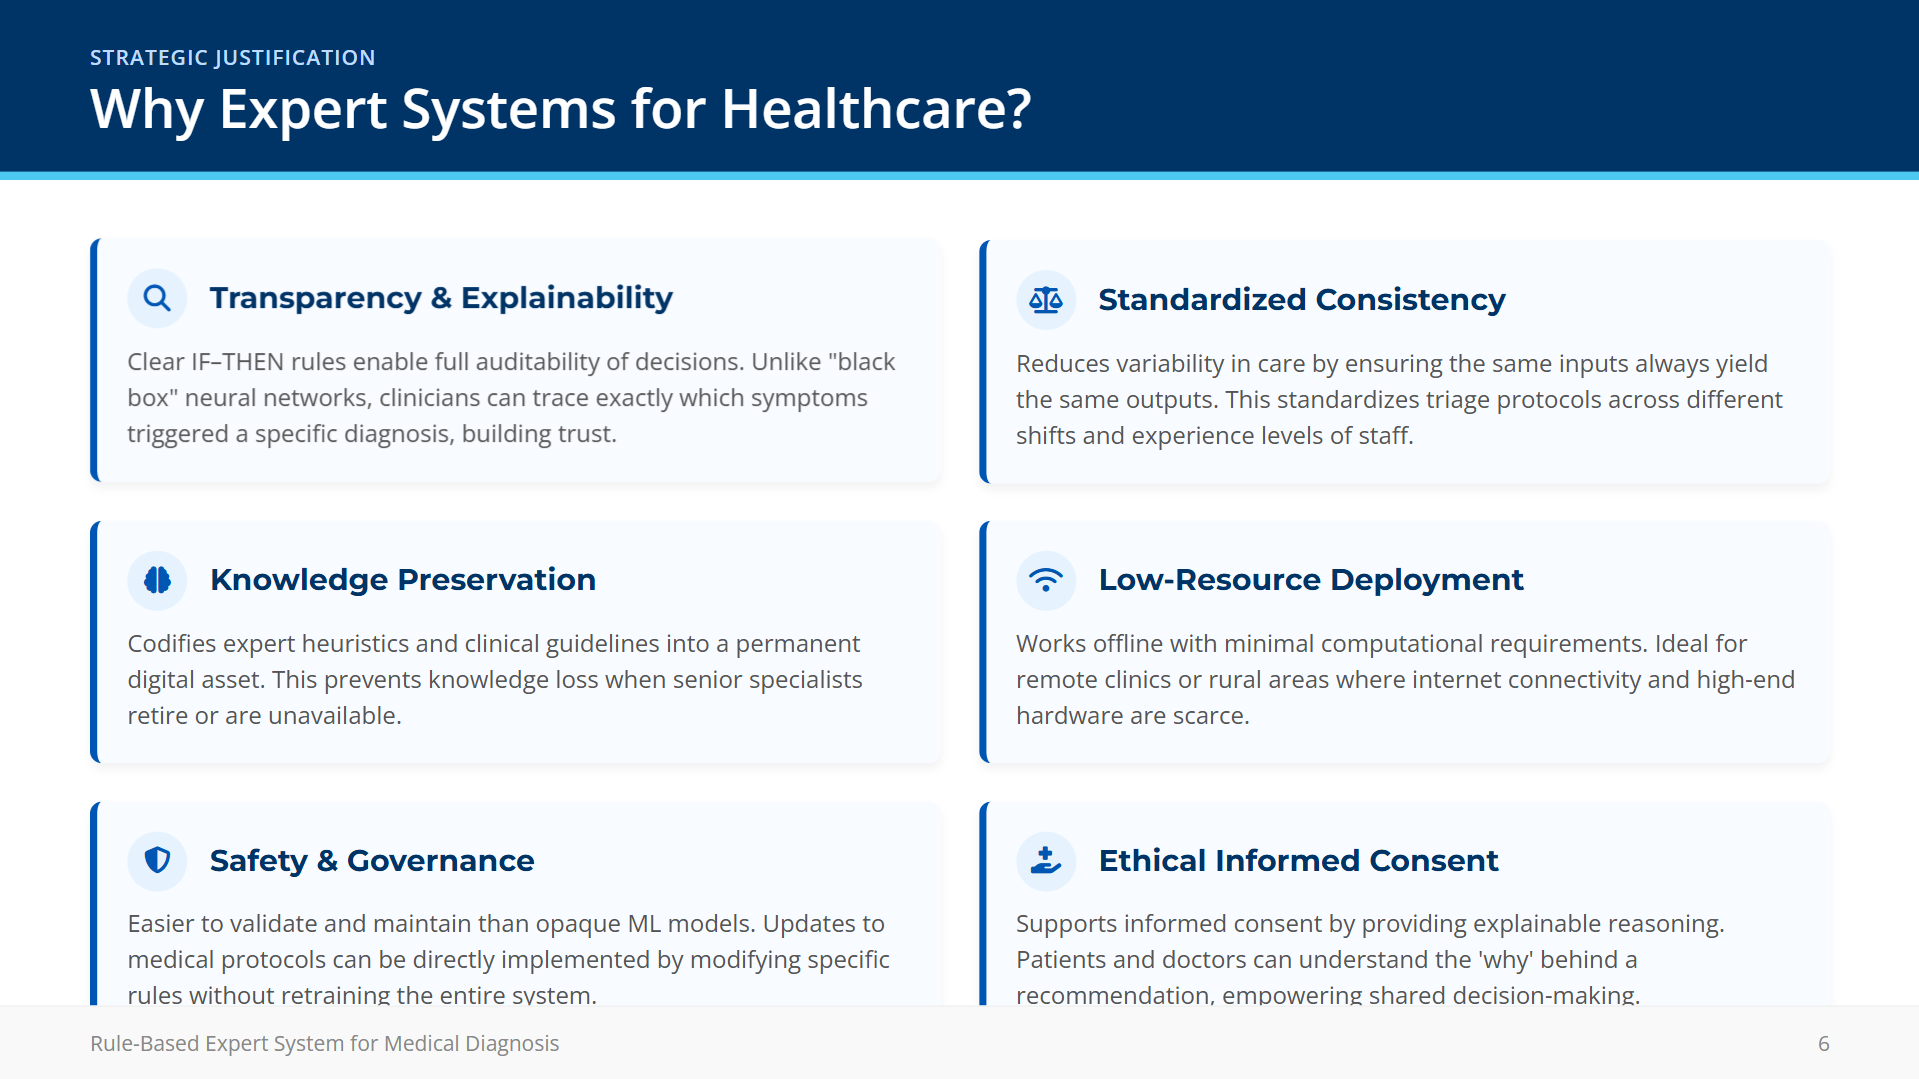 STRATEGIC JUSTIFICATION
Why Expert Systems for Healthcare?
Transparency & Explainability
Clear IF–THEN rules enable full auditability of decisions. Unlike "black
box" neural networks, clinicians can trace exactly which symptoms
triggered a specific diagnosis, building trust.
Standardized Consistency
Reduces variability in care by ensuring the same inputs always yield
the same outputs. This standardizes triage protocols across different
shifts and experience levels of staff.
Knowledge Preservation
Codifies expert heuristics and clinical guidelines into a permanent
digital asset. This prevents knowledge loss when senior specialists
retire or are unavailable.
Low-Resource Deployment
Works offline with minimal computational requirements. Ideal for
remote clinics or rural areas where internet connectivity and high-end
hardware are scarce.
Safety & Governance
Easier to validate and maintain than opaque ML models. Updates to
medical protocols can be directly implemented by modifying specific
rules without retraining the entire system.
Ethical Informed Consent
Supports informed consent by providing explainable reasoning.
Patients and doctors can understand the 'why' behind a
recommendation, empowering shared decision-making.
Rule-Based Expert System for Medical Diagnosis
6